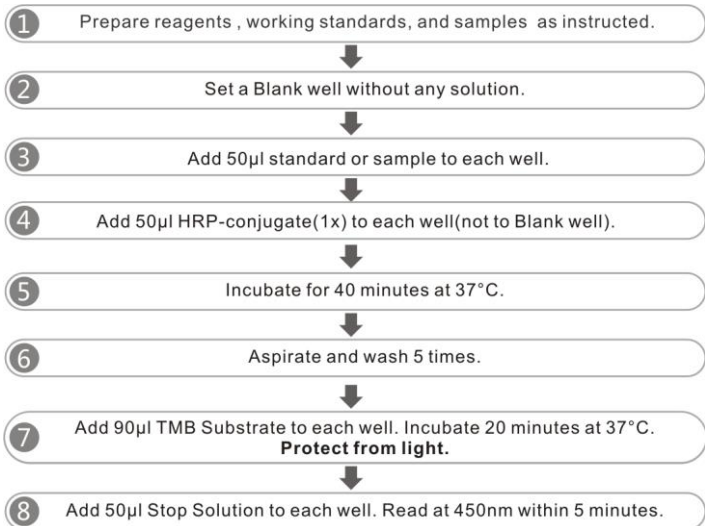 1 Prepare reagents , working standards, and samples as instructed.
2 Set a Blank well without any solution.
3 Add 50μl standard or sample to each well.
4 Add 50μl HRP-conjugate(1x) to each well(not to Blank well).
5 Incubate for 40 minutes at 37°C.
6 Aspirate and wash 5 times.
7 Add 90μl TMB Substrate to each well. Incubate 20 minutes at 37°C.
Protect from light.
8 Add 50μl Stop Solution to each well. Read at 450nm within 5 minutes.